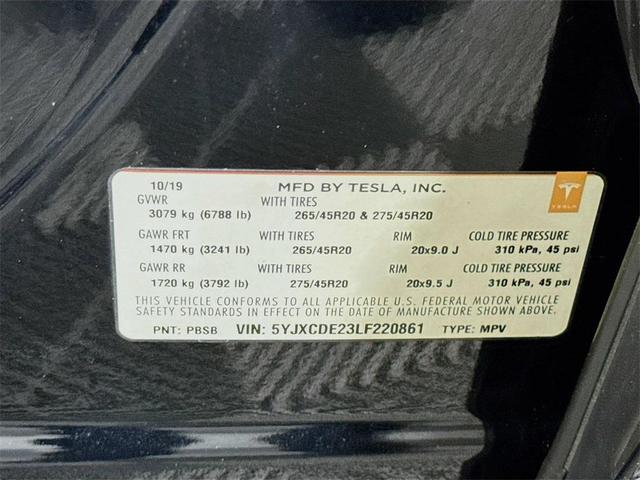 10/19 MFD BY TESLA, INC.
GVWR WITH TIRES
3079 kg (6788 lb) 265/45R20 & 275/45R20
TESLA
GAWR FRT WITH TIRES RIM COLD TIRE PRESSURE
1470 kg (3241 lb) 265/45R20 20x9.0 J 310 kPa, 45 psi
GAWR RR WITH TIRES RIM COLD TIRE PRESSURE
1720 kg (3792 lb) 275/45R20 20x9.5 J 310 kPa, 45 psi
THIS VEHICLE CONFORMS TO ALL APPLICABLE U.S. FEDERAL MOTOR VEHICLE
SAFETY STANDARDS IN EFFECT ON THE DATE OF MANUFACTURE SHOWN ABOVE.
PNT: PBSB VIN: 5YJXCDE23LF220861 TYPE: MPV